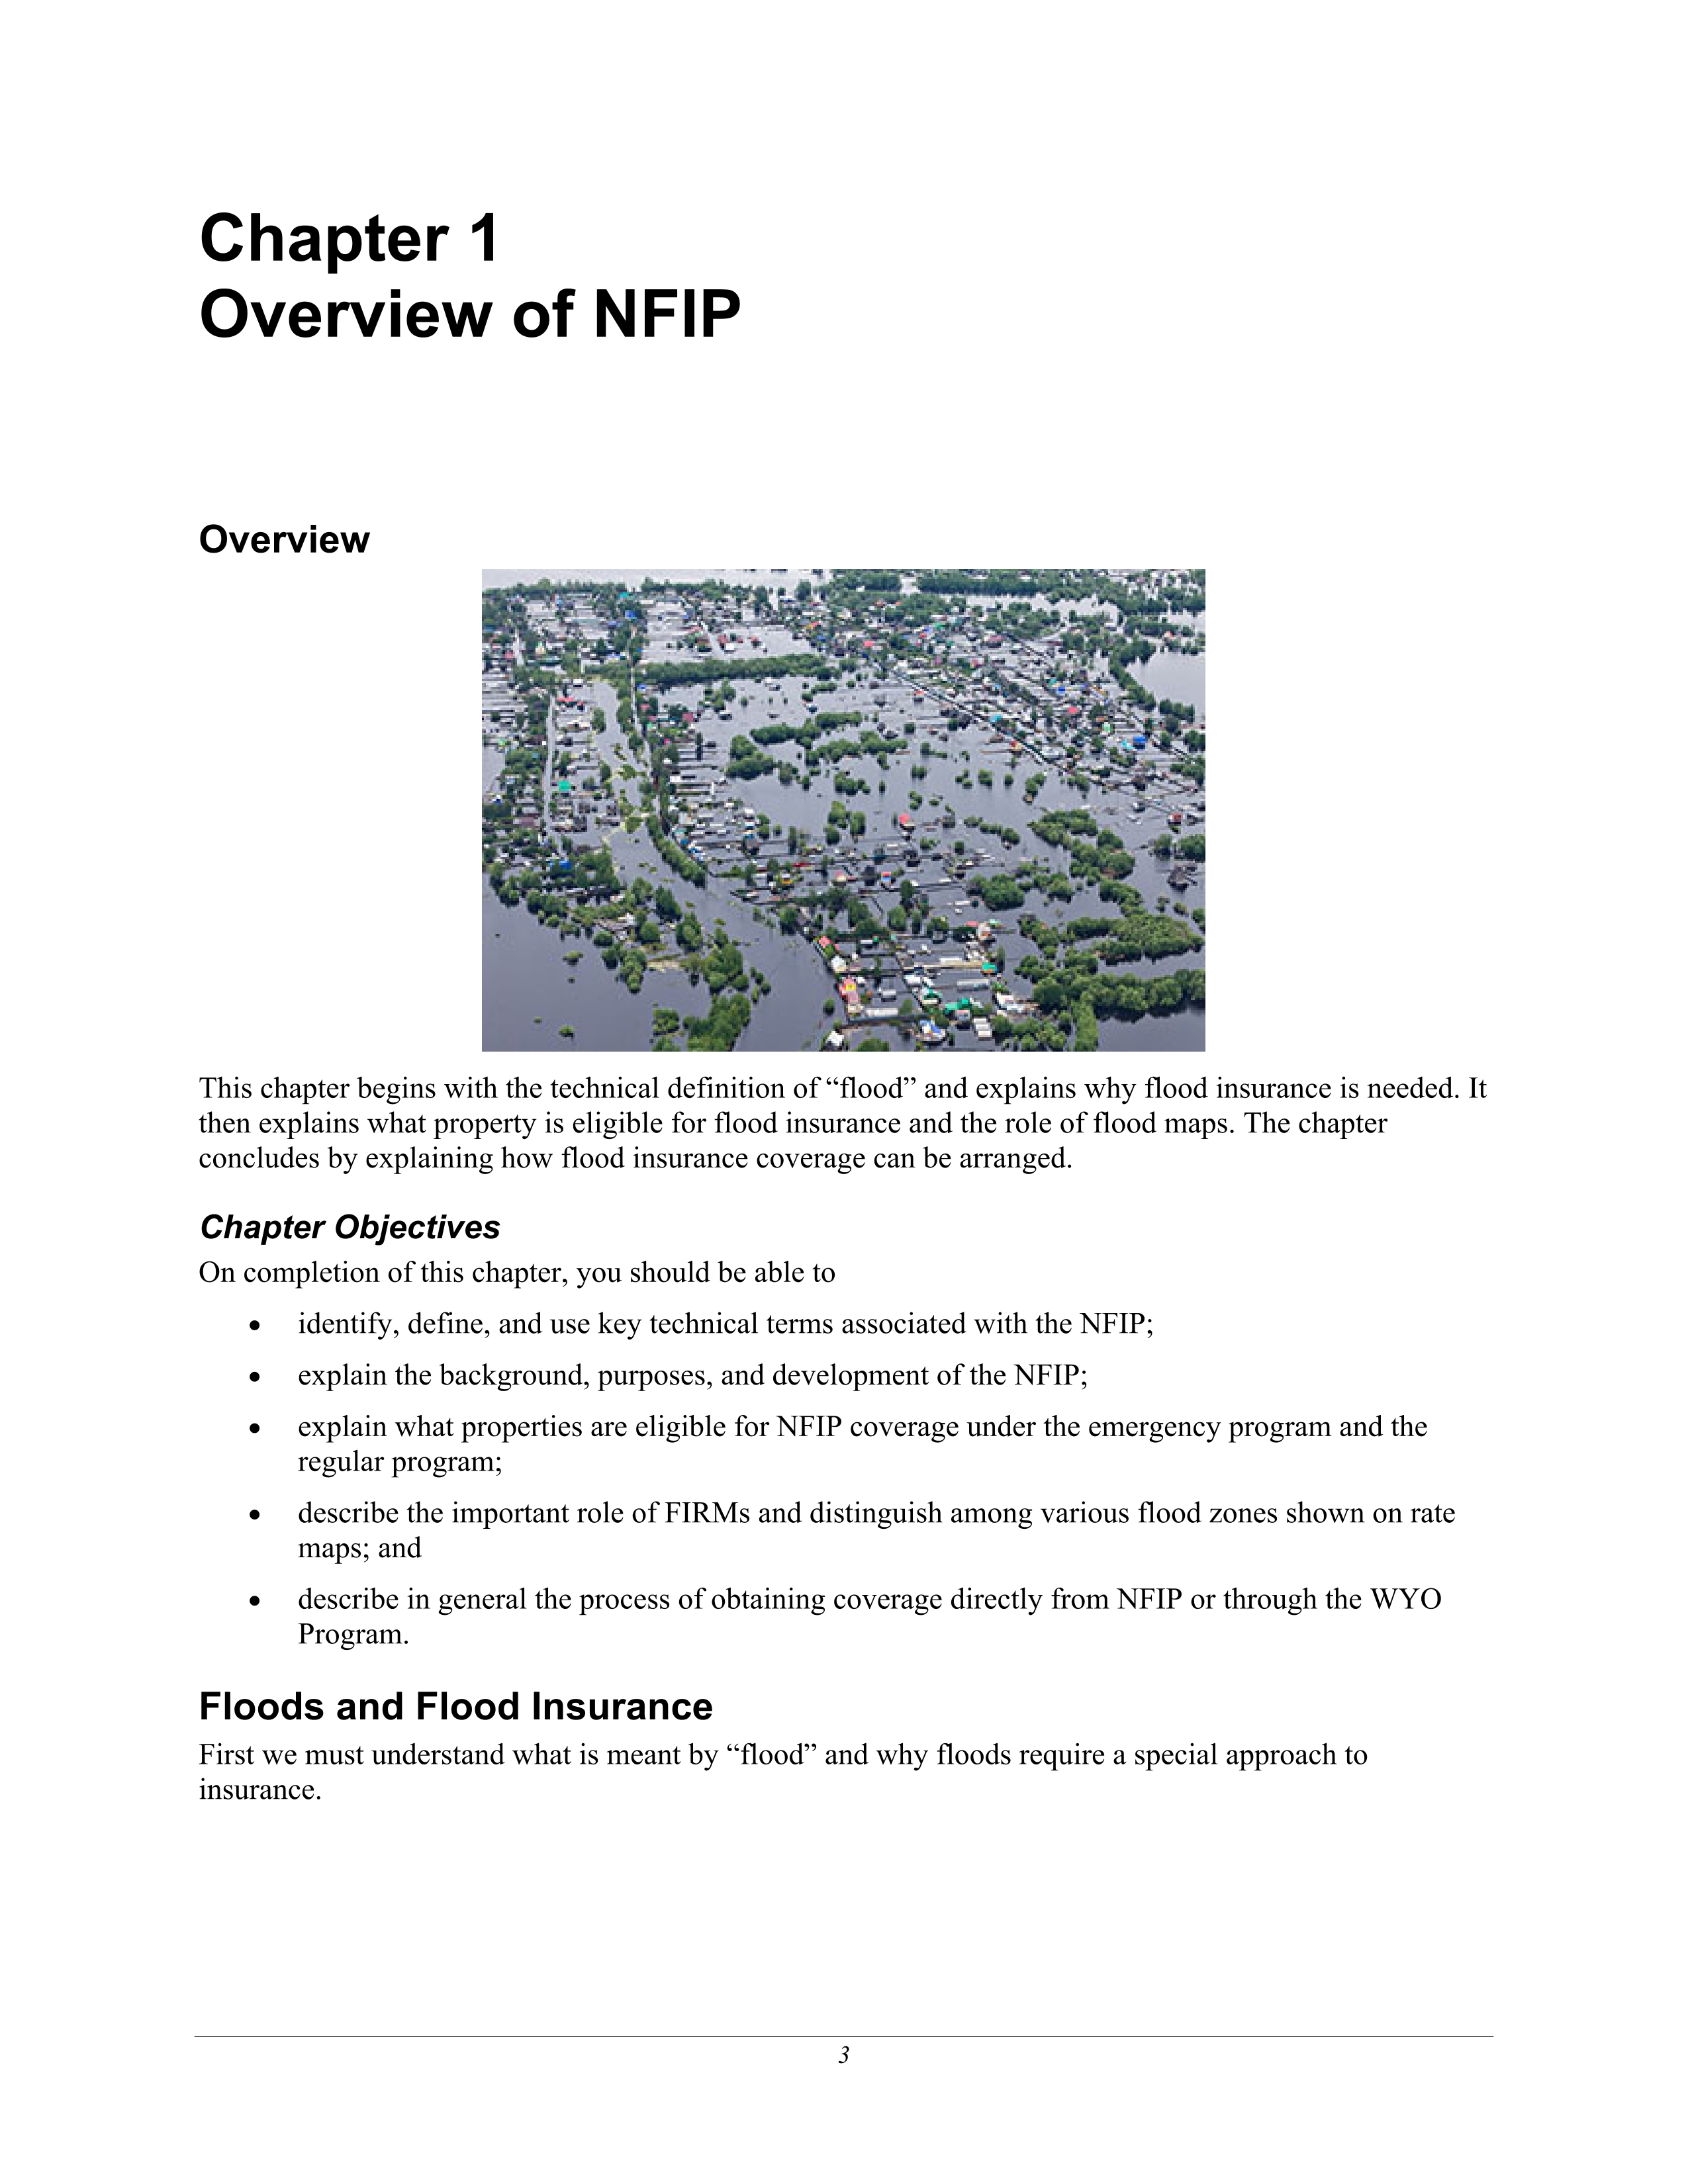 Chapter 1
Overview of NFIP
Overview
This chapter begins with the technical definition of “flood” and explains why flood insurance is needed. It
then explains what property is eligible for flood insurance and the role of flood maps. The chapter
concludes by explaining how flood insurance coverage can be arranged.
Chapter Objectives
On completion of this chapter, you should be able to
• identify, define, and use key technical terms associated with the NFIP;
• explain the background, purposes, and development of the NFIP;
• explain what properties are eligible for NFIP coverage under the emergency program and the
regular program;
• describe the important role of FIRMs and distinguish among various flood zones shown on rate
maps; and
• describe in general the process of obtaining coverage directly from NFIP or through the WYO
Program.
Floods and Flood Insurance
First we must understand what is meant by “flood” and why floods require a special approach to
insurance.
3